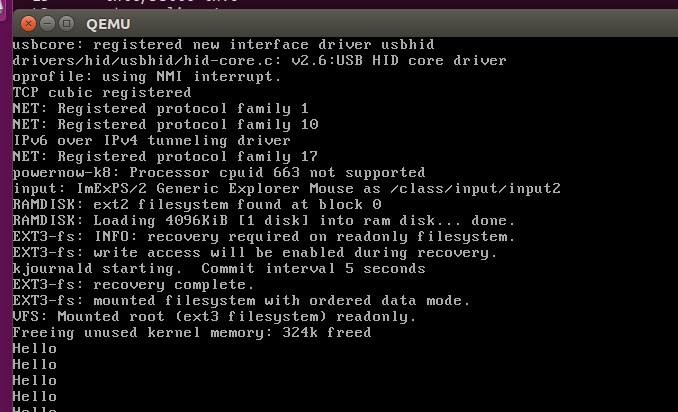 QEMU
usbcore: registered new interface driver usbhid
drivers/hid/usbhid/hid-core.c: v2.6:USB HID core driver
oprofile: using NMI interrupt.
TCP cubic registered
NET: Registered protocol family 1
NET: Registered protocol family 10
IPv6 over IPv4 tunneling driver
NET: Registered protocol family 17
powernow-k8: Processor cpuid 663 not supported
input: ImExPS/2 Generic Explorer Mouse as /class/input/input2
RAMDISK: ext2 filesystem found at block 0
RAMDISK: Loading 4096KiB [1 disk] into ram disk... done.
EXT3-fs: INFO: recovery required on readonly filesystem.
EXT3-fs: write access will be enabled during recovery.
kjournald starting.  Commit interval 5 seconds
EXT3-fs: recovery complete.
EXT3-fs: mounted filesystem with ordered data mode.
VFS: Mounted root (ext3 filesystem) readonly.
Freeing unused kernel memory: 324k freed
Hello
Hello
Hello
Hello
Hello